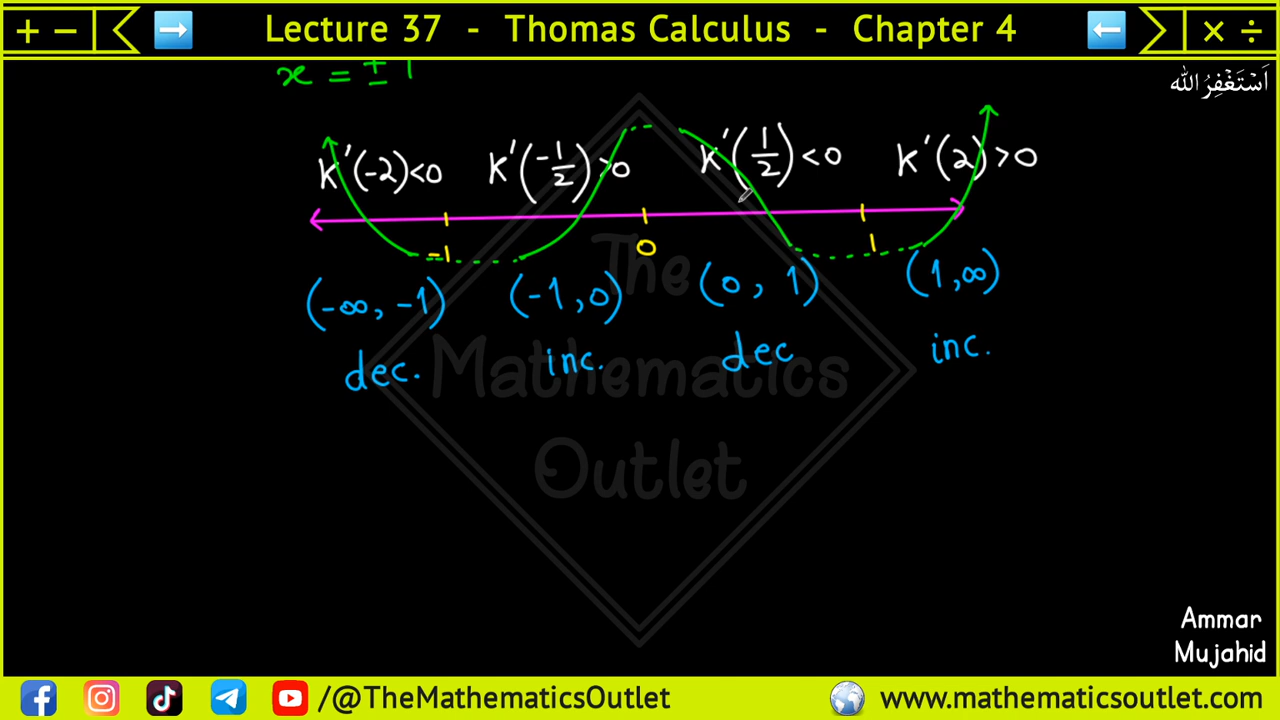 + − Lecture 37 - Thomas Calculus - Chapter 4 × ÷
x = ± 1
اَسْتَغْفِرُ اللّٰه
K'(-2)<0 K'(-1/2)>0 K'(1/2)<0 K'(2)>0
-1 0 1
(-∞, -1) (-1, 0) (0, 1) (1, ∞)
dec. inc. dec inc.
The
Mathematics
Outlet
Ammar
Mujahid
/@TheMathematicsOutlet www.mathematicsoutlet.com